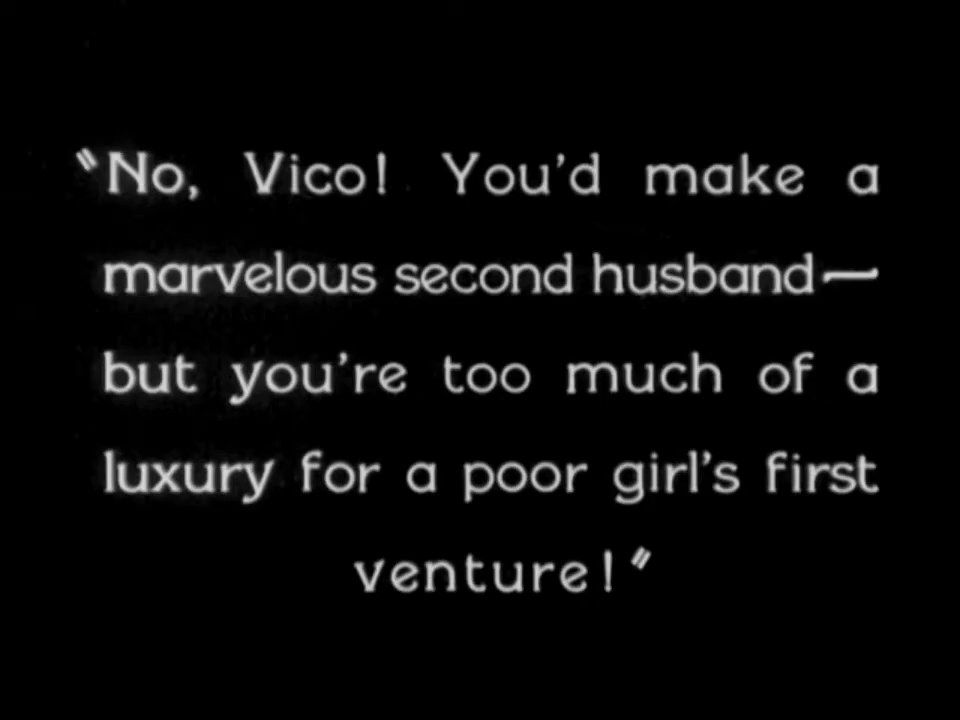 "No, Vico! You'd make a
marvelous second husband—
but you're too much of a
luxury for a poor girl's first
venture!"